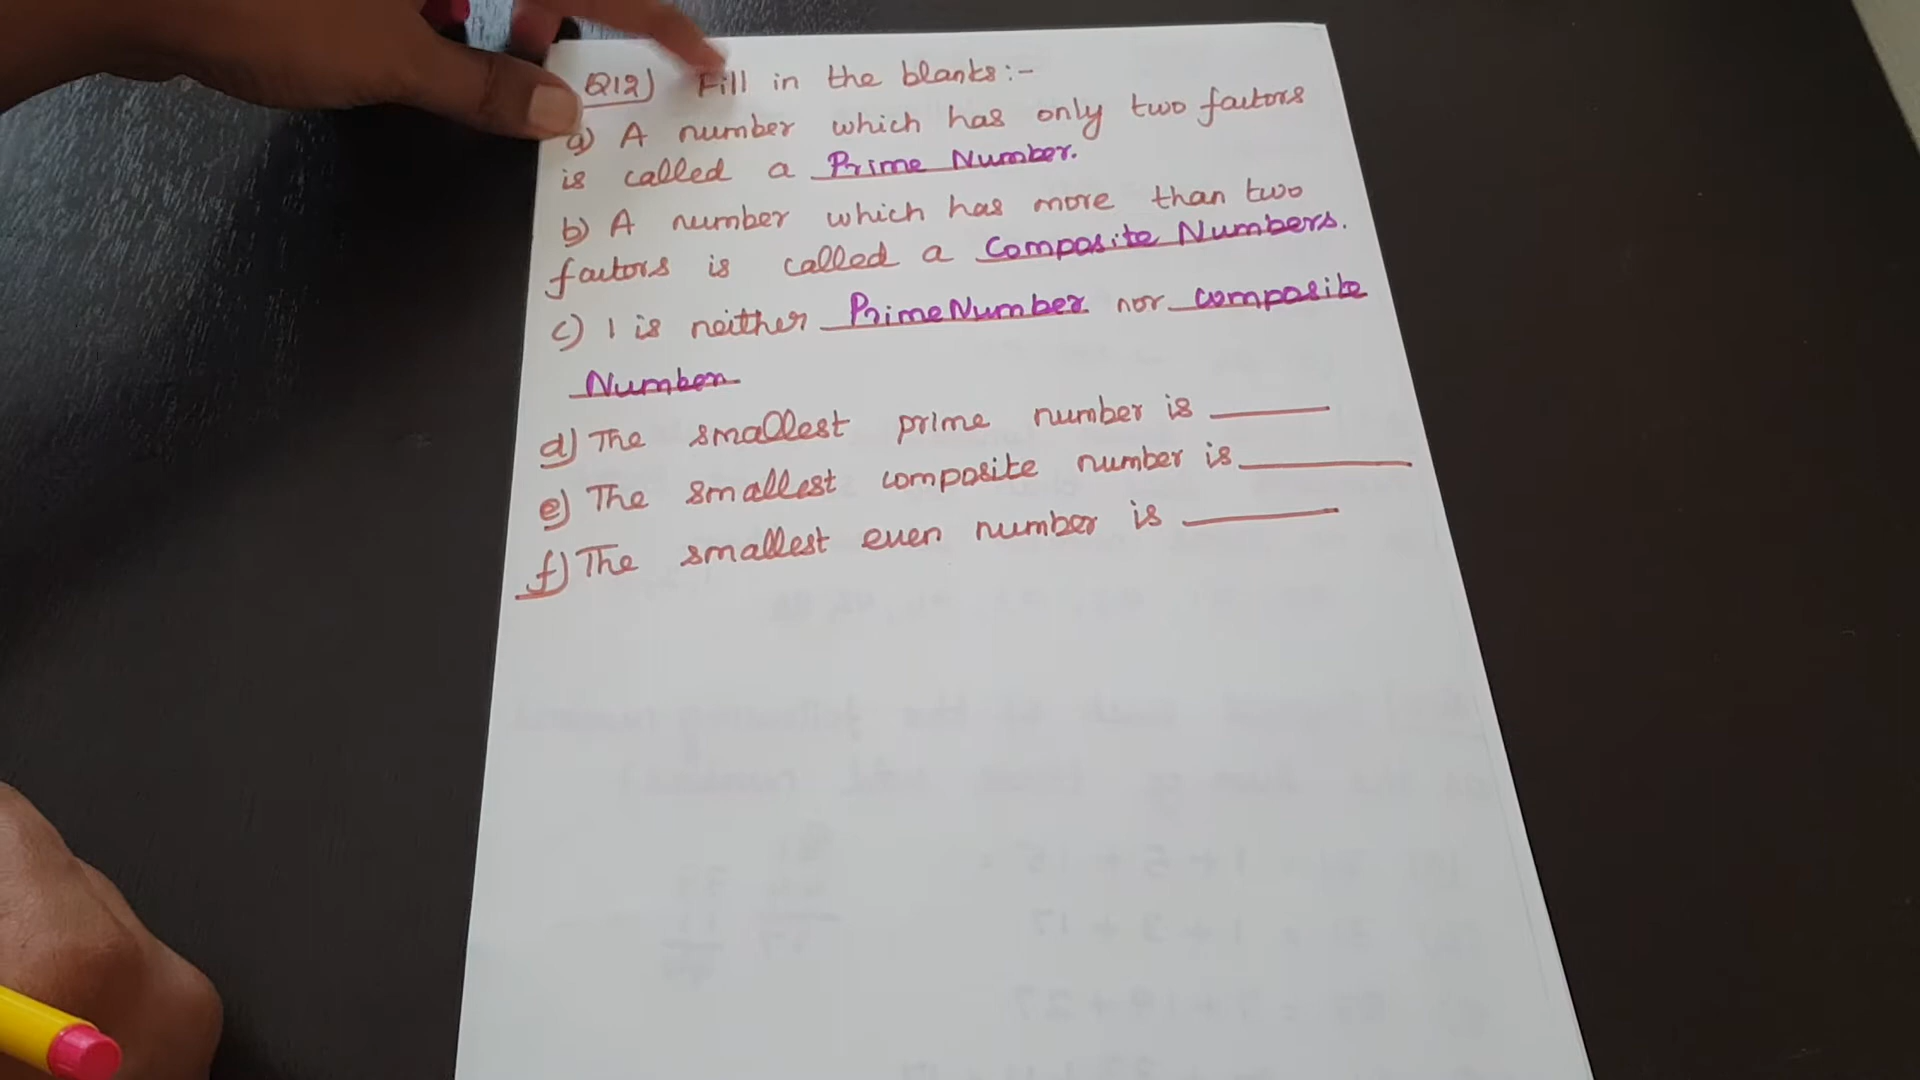 Q12) Fill in the blanks:-
a) A number which has only two factors
is called a Prime Number.
b) A number which has more than two
factors is called a Composite Numbers.
c) 1 is neither Prime Number nor composite
Number
d) The smallest prime number is
e) The smallest composite number is
f) The smallest even number is